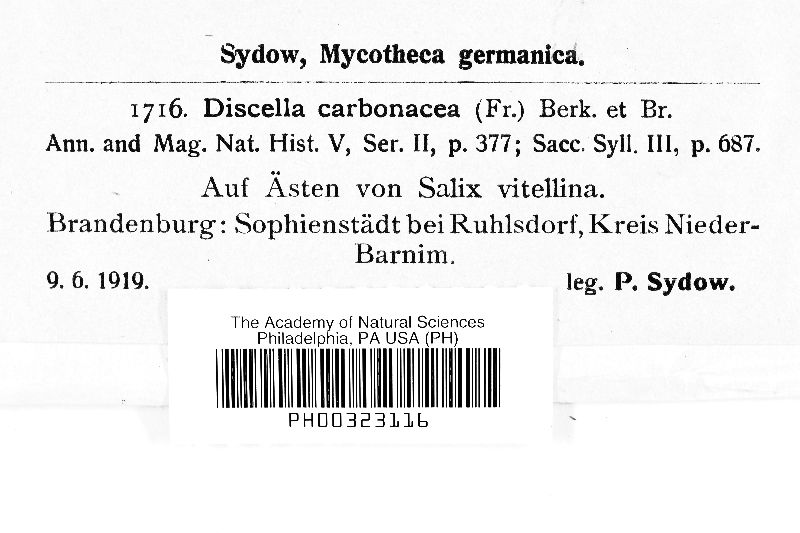 Sydow, Mycotheca germanica.
1716. Discella carbonacea (Fr.) Berk. et Br.
Ann. and Mag. Nat. Hist. V, Ser. II, p. 377; Sacc. Syll. III, p. 687.
Auf Ästen von Salix vitellina.
Brandenburg: Sophienstädt bei Ruhlsdorf, Kreis Nieder-
Barnim.
9. 6. 1919. leg. P. Sydow.
The Academy of Natural Sciences
Philadelphia, PA USA (PH)
PH00323116